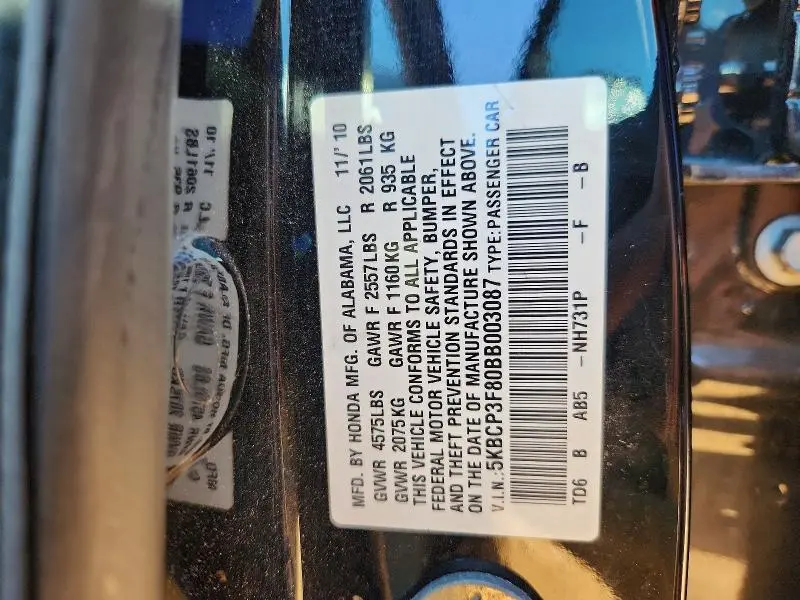 MFD. BY HONDA MFG. OF ALABAMA, LLC 11/'10
GVWR 4575LBS GAWR F 2557LBS R 2061LBS
GVWR 2075KG GAWR F 1160KG R 935 KG
THIS VEHICLE CONFORMS TO ALL APPLICABLE
FEDERAL MOTOR VEHICLE SAFETY, BUMPER,
AND THEFT PREVENTION STANDARDS IN EFFECT
ON THE DATE OF MANUFACTURE SHOWN ABOVE.
V.I.N.:5KBCP3F80BB003087 TYPE:PASSENGER CAR
TD6 B AB5 -NH731P -F -B